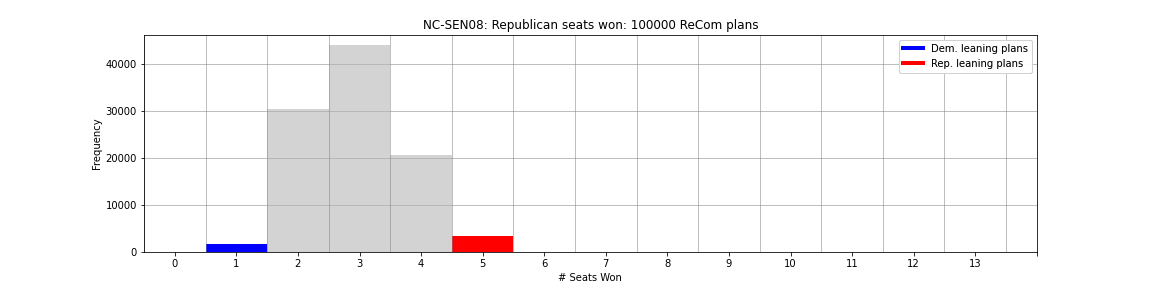 NC-SEN08: Republican seats won: 100000 ReCom plans
Dem. leaning plans
Rep. leaning plans
Frequency
40000
30000
20000
10000
0
0 1 2 3 4 5 6 7 8 9 10 11 12 13
# Seats Won